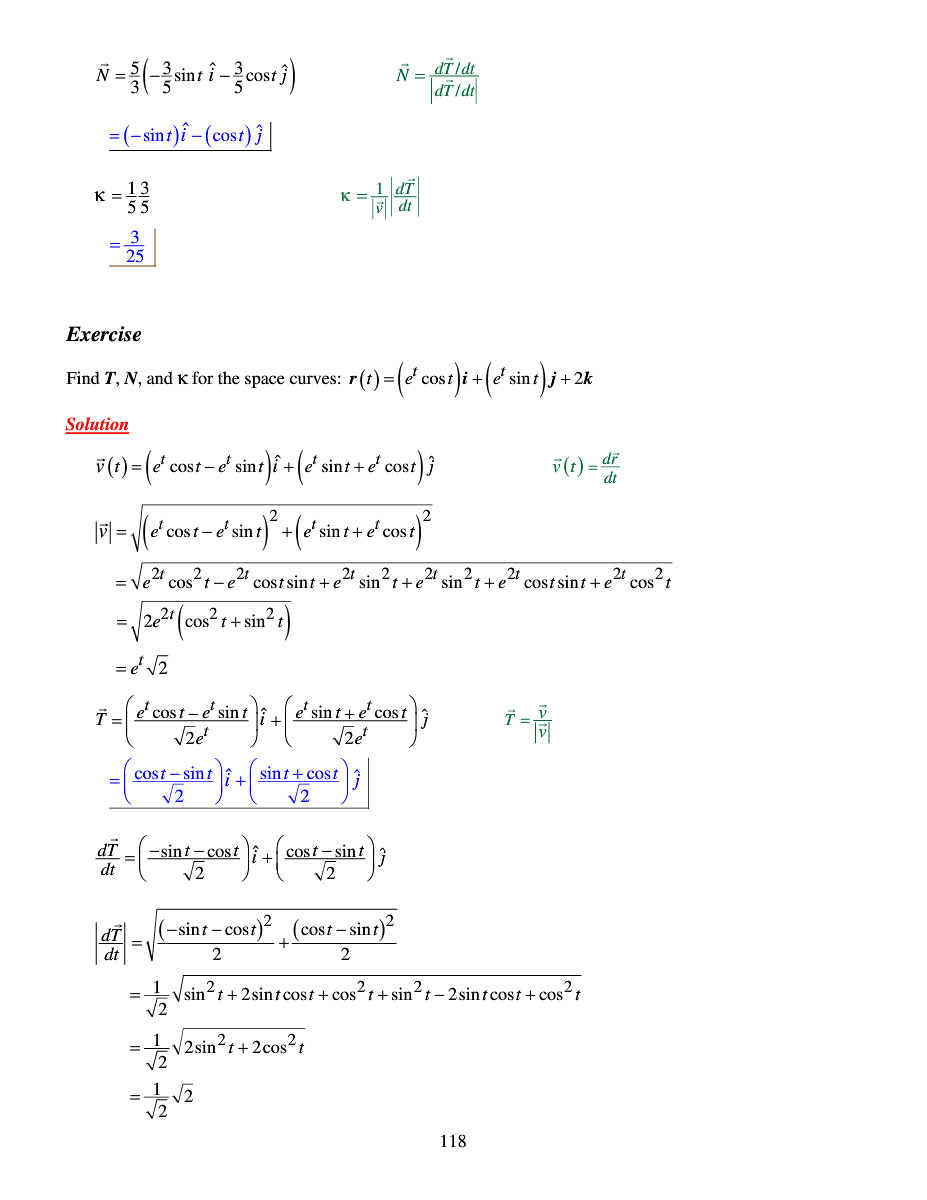 $\vec{N} = \frac{5}{3}\left(-\frac{3}{5}\sin t\,\hat{i} - \frac{3}{5}\cos t\,\hat{j}\right)$ $\vec{N} = \frac{d\vec{T}/dt}{\left|d\vec{T}/dt\right|}$
$= (-\sin t)\hat{i} - (\cos t)\hat{j}$
$\kappa = \frac{1}{5}\frac{3}{5}$ $\kappa = \frac{1}{|\vec{v}|}\left|\frac{d\vec{T}}{dt}\right|$
$= \frac{3}{25}$
Exercise
Find T, N, and κ for the space curves: $r(t) = \left(e^t \cos t\right)i + \left(e^t \sin t\right)j + 2k$
Solution
$\vec{v}(t) = \left(e^t \cos t - e^t \sin t\right)\hat{i} + \left(e^t \sin t + e^t \cos t\right)\hat{j}$ $\vec{v}(t) = \frac{d\vec{r}}{dt}$
$|\vec{v}| = \sqrt{\left(e^t \cos t - e^t \sin t\right)^2 + \left(e^t \sin t + e^t \cos t\right)^2}$
$= \sqrt{e^{2t}\cos^2 t - e^{2t}\cos t \sin t + e^{2t}\sin^2 t + e^{2t}\sin^2 t + e^{2t}\cos t \sin t + e^{2t}\cos^2 t}$
$= \sqrt{2e^{2t}\left(\cos^2 t + \sin^2 t\right)}$
$= e^t\sqrt{2}$
$\vec{T} = \left(\frac{e^t \cos t - e^t \sin t}{\sqrt{2}e^t}\right)\hat{i} + \left(\frac{e^t \sin t + e^t \cos t}{\sqrt{2}e^t}\right)\hat{j}$ $\vec{T} = \frac{\vec{v}}{|\vec{v}|}$
$= \left(\frac{\cos t - \sin t}{\sqrt{2}}\right)\hat{i} + \left(\frac{\sin t + \cos t}{\sqrt{2}}\right)\hat{j}$
$\frac{d\vec{T}}{dt} = \left(\frac{-\sin t - \cos t}{\sqrt{2}}\right)\hat{i} + \left(\frac{\cos t - \sin t}{\sqrt{2}}\right)\hat{j}$
$\left|\frac{d\vec{T}}{dt}\right| = \sqrt{\frac{(-\sin t - \cos t)^2}{2} + \frac{(\cos t - \sin t)^2}{2}}$
$= \frac{1}{\sqrt{2}}\sqrt{\sin^2 t + 2\sin t \cos t + \cos^2 t + \sin^2 t - 2\sin t \cos t + \cos^2 t}$
$= \frac{1}{\sqrt{2}}\sqrt{2\sin^2 t + 2\cos^2 t}$
$= \frac{1}{\sqrt{2}}\sqrt{2}$
118